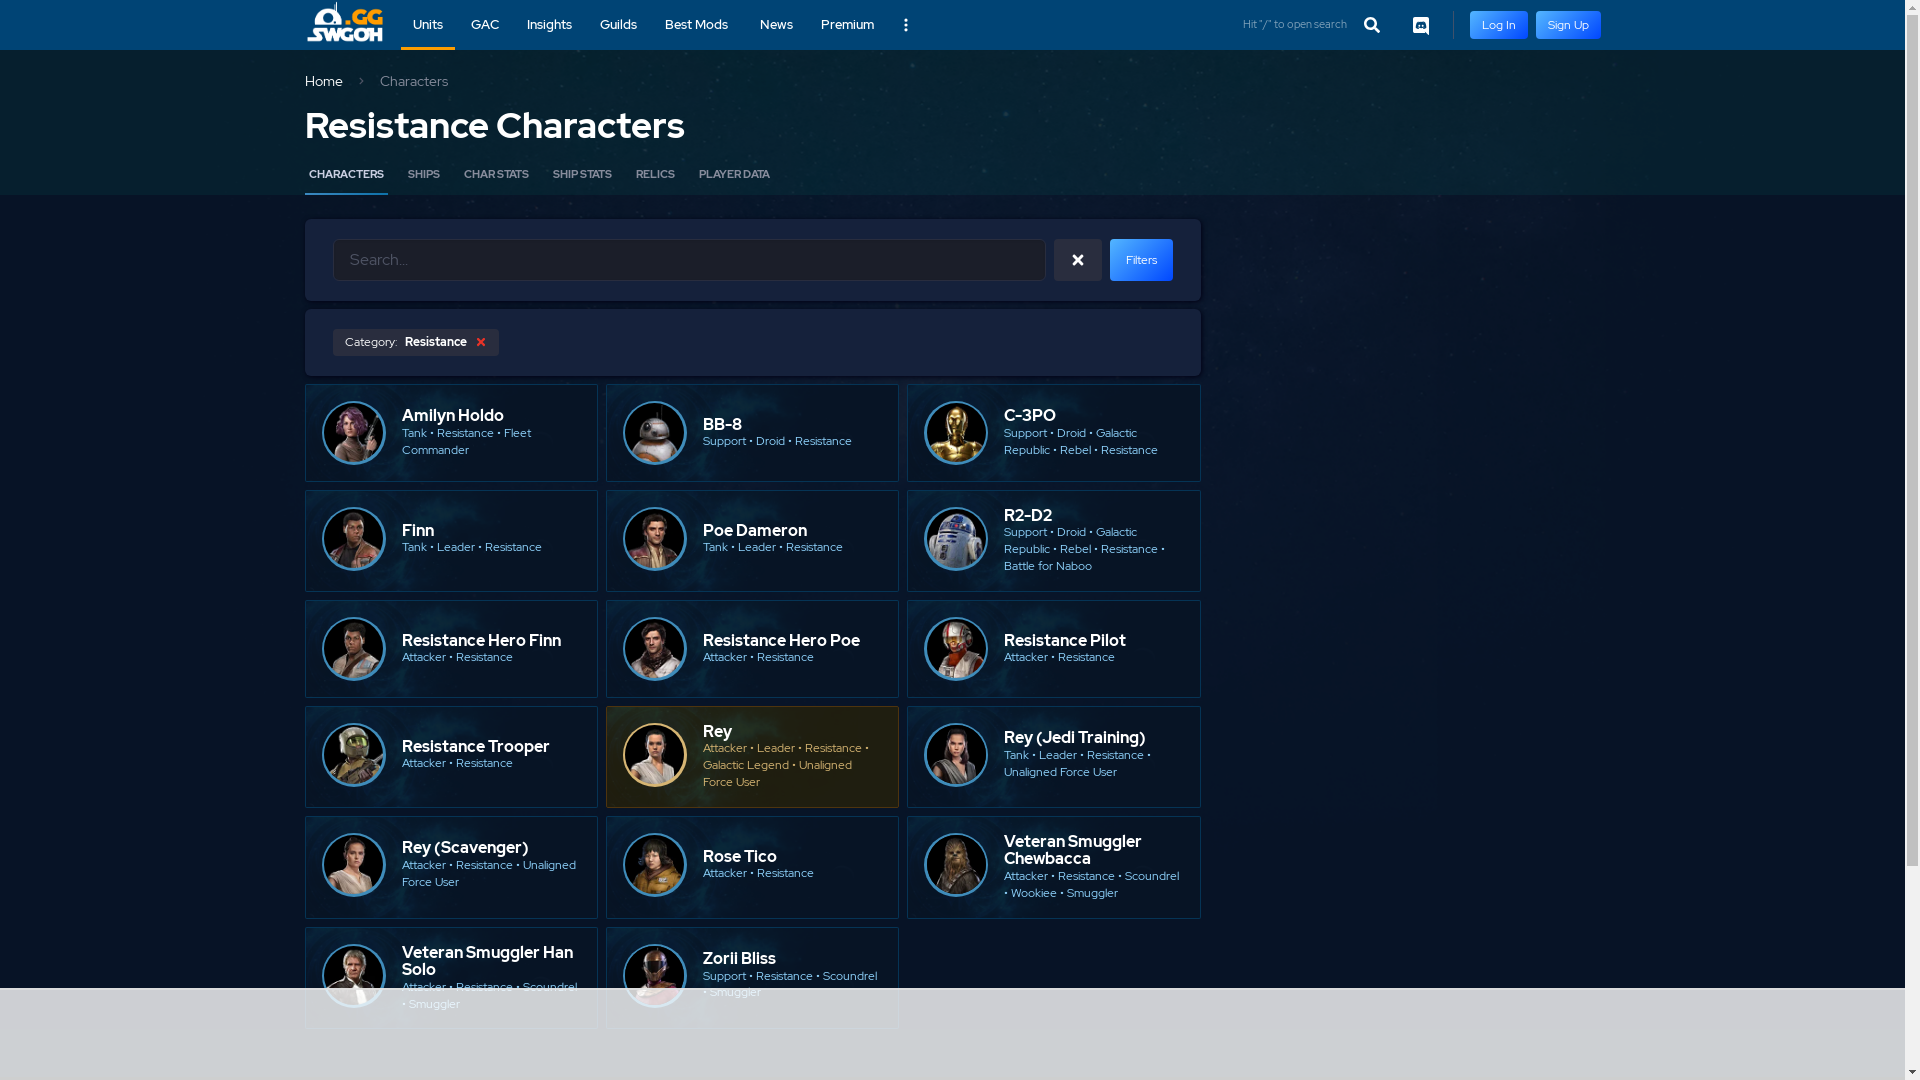 .GG
SWGOH
Units
GAC
Insights
Guilds
Best Mods
News
Premium
Hit "/" to open search
Log In
Sign Up
Home
Characters
Resistance Characters
CHARACTERS
SHIPS
CHAR STATS
SHIP STATS
RELICS
PLAYER DATA
Search...
Filters
Category: Resistance
Amilyn Holdo
Tank • Resistance • Fleet
Commander
BB-8
Support • Droid • Resistance
C-3PO
Support • Droid • Galactic
Republic • Rebel • Resistance
Finn
Tank • Leader • Resistance
Poe Dameron
Tank • Leader • Resistance
R2-D2
Support • Droid • Galactic
Republic • Rebel • Resistance •
Battle for Naboo
Resistance Hero Finn
Attacker • Resistance
Resistance Hero Poe
Attacker • Resistance
Resistance Pilot
Attacker • Resistance
Resistance Trooper
Attacker • Resistance
Rey
Attacker • Leader • Resistance •
Galactic Legend • Unaligned
Force User
Rey (Jedi Training)
Tank • Leader • Resistance •
Unaligned Force User
Rey (Scavenger)
Attacker • Resistance • Unaligned
Force User
Rose Tico
Attacker • Resistance
Veteran Smuggler
Chewbacca
Attacker • Resistance • Scoundrel
• Wookiee • Smuggler
Veteran Smuggler Han
Solo
Attacker • Resistance • Scoundrel
• Smuggler
Zorii Bliss
Support • Resistance • Scoundrel
• Smuggler